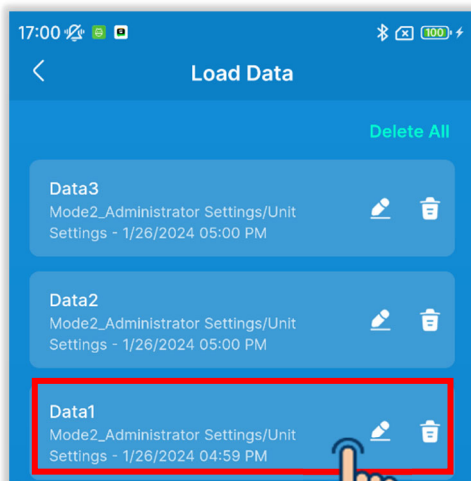 17:00
100
Load Data
Delete All
Data3
Mode2_Administrator Settings/Unit
Settings - 1/26/2024 05:00 PM
Data2
Mode2_Administrator Settings/Unit
Settings - 1/26/2024 05:00 PM
Data1
Mode2_Administrator Settings/Unit
Settings - 1/26/2024 04:59 PM